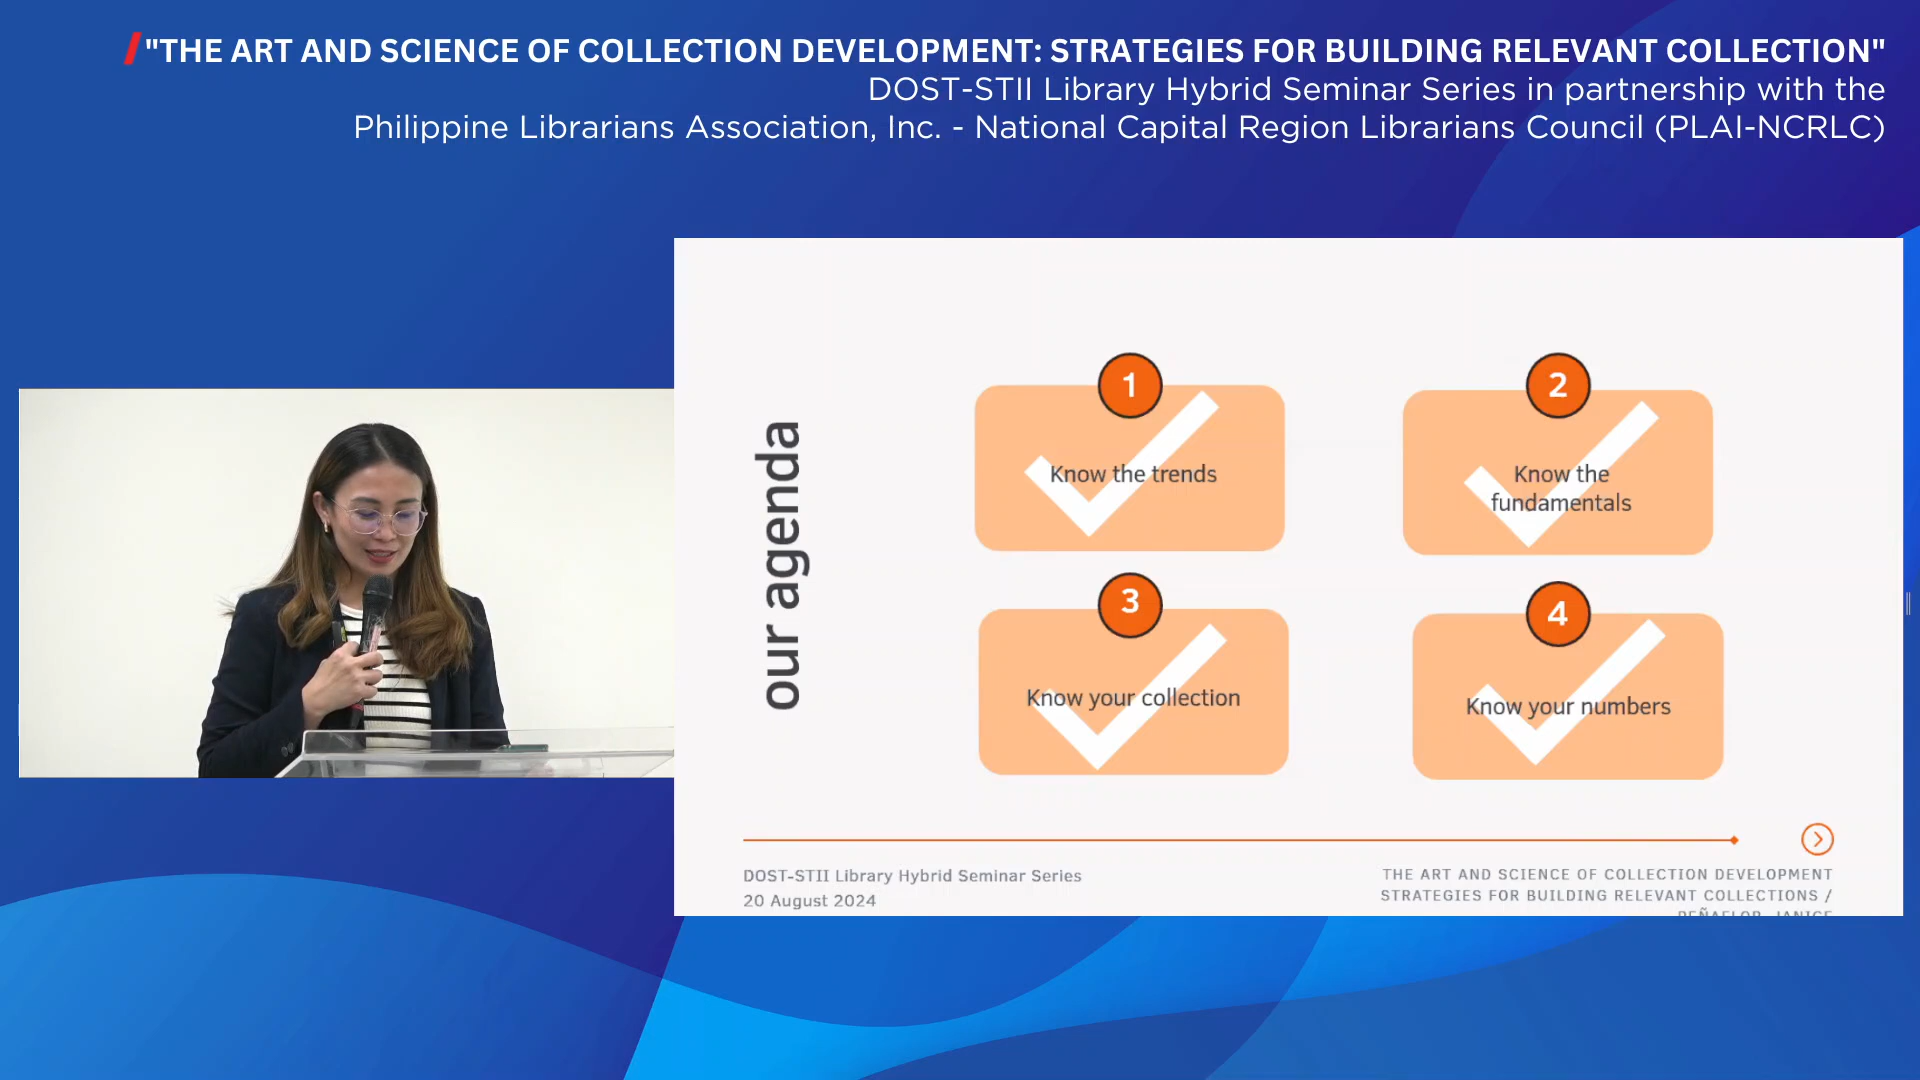 "THE ART AND SCIENCE OF COLLECTION DEVELOPMENT: STRATEGIES FOR BUILDING RELEVANT COLLECTION"
DOST-STII Library Hybrid Seminar Series in partnership with the
Philippine Librarians Association, Inc. - National Capital Region Librarians Council (PLAI-NCRLC)
our agenda
1
Know the trends
2
Know the
fundamentals
3
Know your collection
4
Know your numbers
DOST-STII Library Hybrid Seminar Series
20 August 2024
THE ART AND SCIENCE OF COLLECTION DEVELOPMENT
STRATEGIES FOR BUILDING RELEVANT COLLECTIONS /
PEÑAFLOR, JANICE